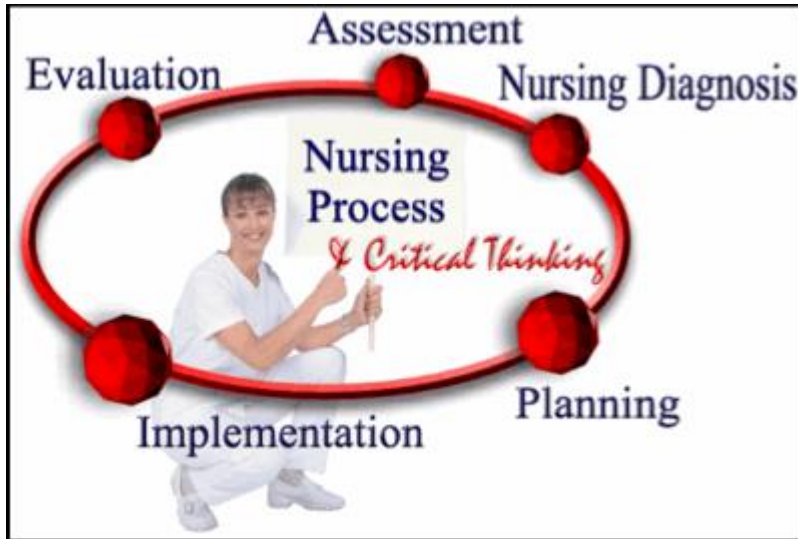 Assessment
Evaluation
Nursing Diagnosis
Nursing
Process
& Critical Thinking
Planning
Implementation